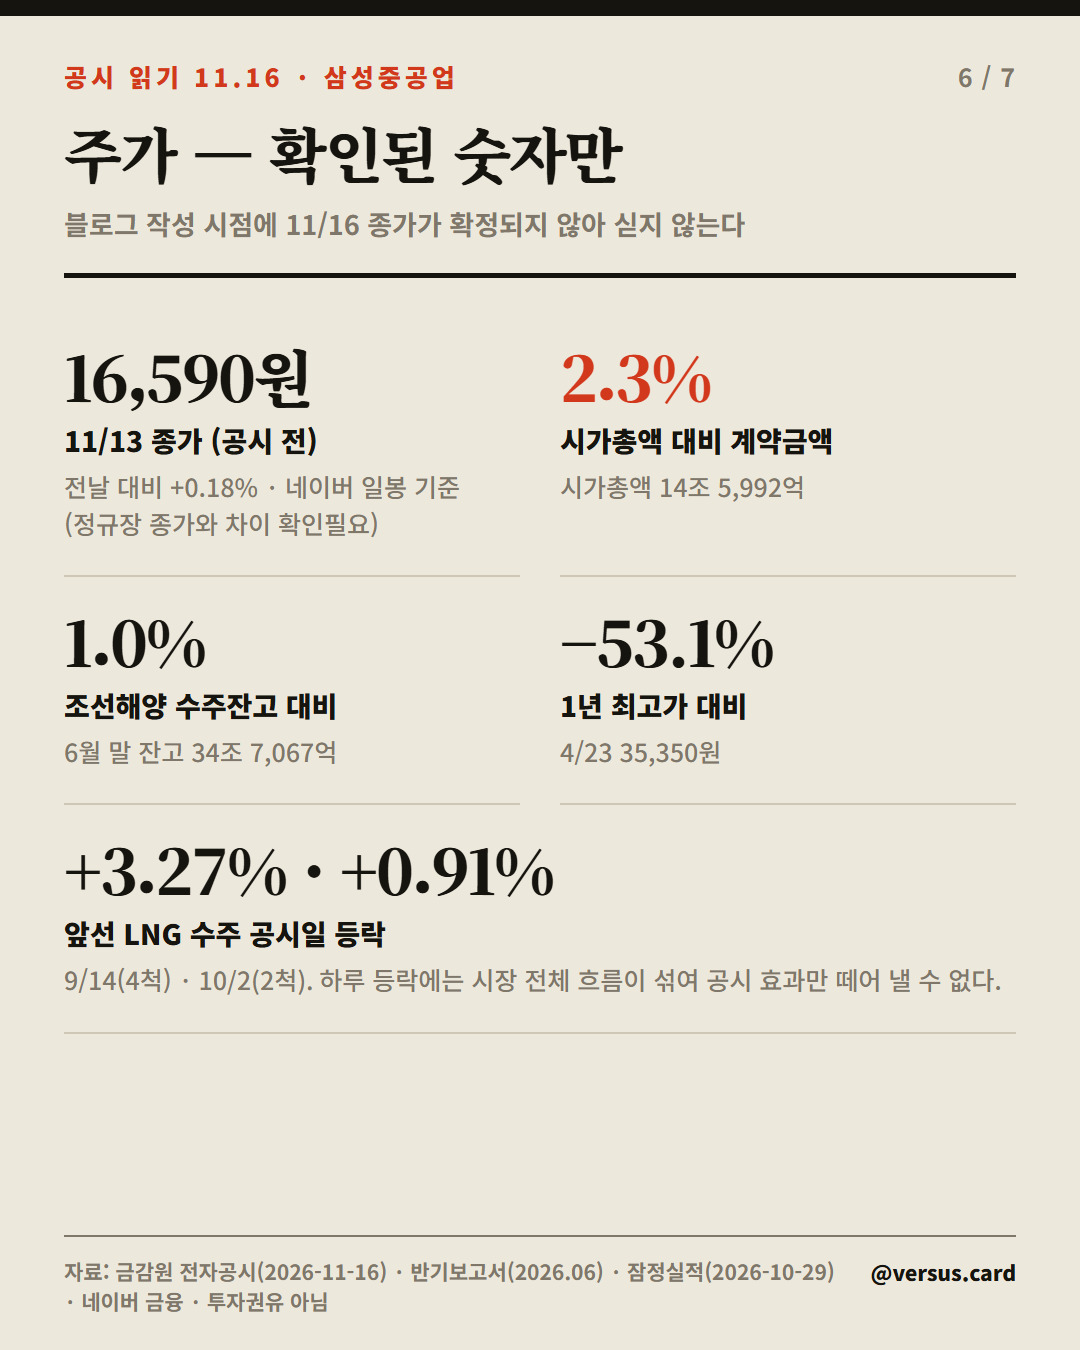 공시 읽기 11.16 · 삼성중공업
6 / 7
주가 — 확인된 숫자만
블로그 작성 시점에 11/16 종가가 확정되지 않아 싣지 않는다
16,590원
11/13 종가 (공시 전)
전날 대비 +0.18% · 네이버 일봉 기준
(정규장 종가와 차이 확인필요)
2.3%
시가총액 대비 계약금액
시가총액 14조 5,992억
1.0%
조선해양 수주잔고 대비
6월 말 잔고 34조 7,067억
−53.1%
1년 최고가 대비
4/23 35,350원
+3.27% · +0.91%
앞선 LNG 수주 공시일 등락
9/14(4척) · 10/2(2척). 하루 등락에는 시장 전체 흐름이 섞여 공시 효과만 떼어 낼 수 없다.
자료: 금감원 전자공시(2026-11-16) · 반기보고서(2026.06) · 잠정실적(2026-10-29)
· 네이버 금융 · 투자권유 아님
@versus.card